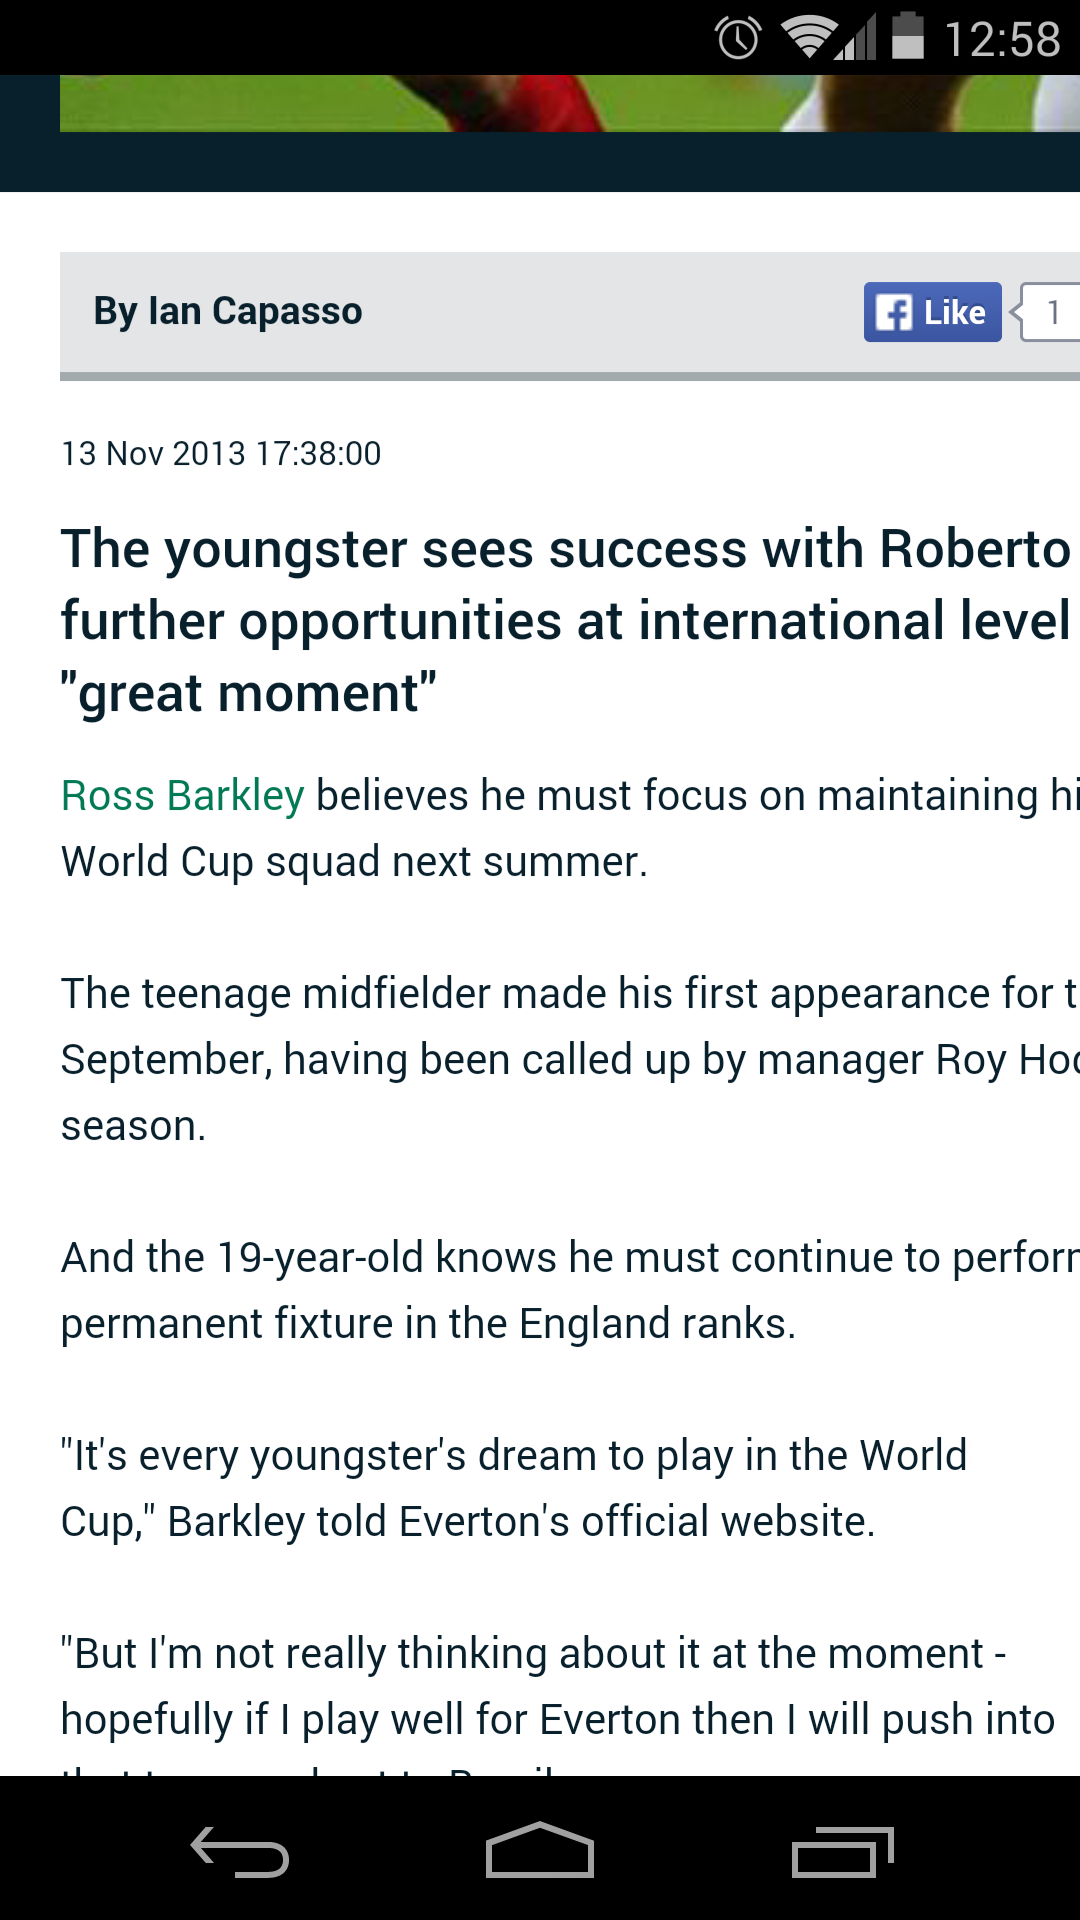 12:58
By Ian Capasso
Like
1
13 Nov 2013 17:38:00
The youngster sees success with Roberto
further opportunities at international level
"great moment"
Ross Barkley believes he must focus on maintaining
World Cup squad next summer.
The teenage midfielder made his first appearance for
September, having been called up by manager Roy
season.
And the 19-year-old knows he must continue to
permanent fixture in the England ranks.
"It's every youngster's dream to play in the World
Cup," Barkley told Everton's official website.
"But I'm not really thinking about it at the moment -
hopefully if I play well for Everton then I will push into